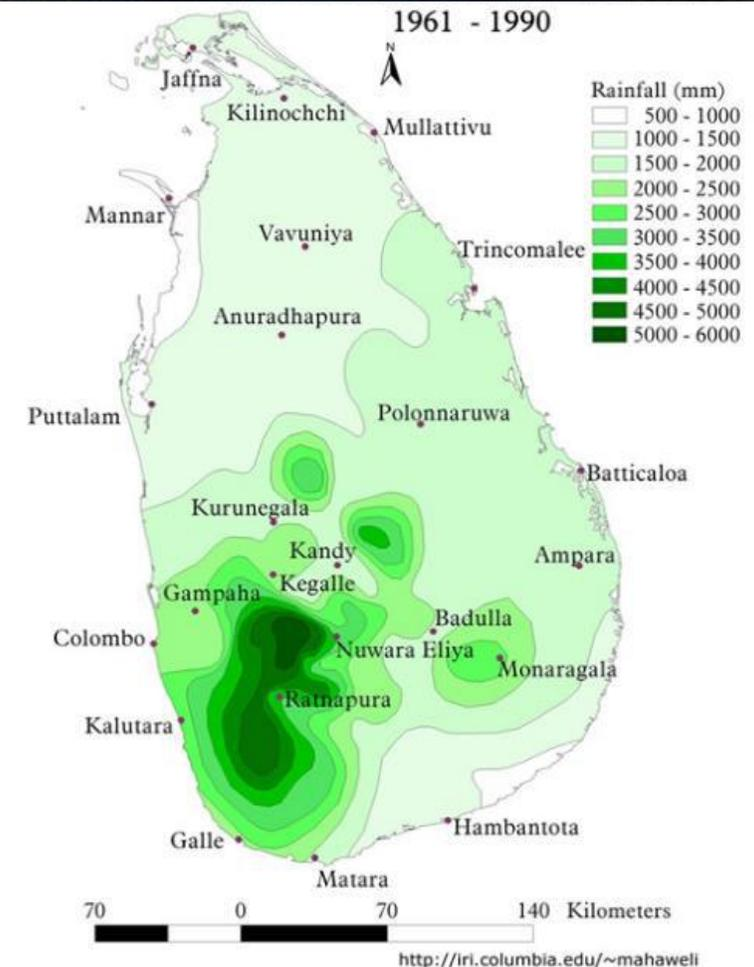 1961 - 1990
N
Jaffna
Kilinochchi
Mullattivu
Rainfall (mm)
500 - 1000
1000 - 1500
1500 - 2000
2000 - 2500
2500 - 3000
3000 - 3500
3500 - 4000
4000 - 4500
4500 - 5000
5000 - 6000
Mannar
Vavuniya
Trincomalee
Anuradhapura
Puttalam
Polonnaruwa
Batticaloa
Kurunegala
Kandy
Ampara
Kegalle
Gampaha
Badulla
Colombo
Nuwara Eliya
Monaragala
Ratnapura
Kalutara
Hambantota
Galle
Matara
70 0 70 140 Kilometers
http://iri.columbia.edu/~mahaweli